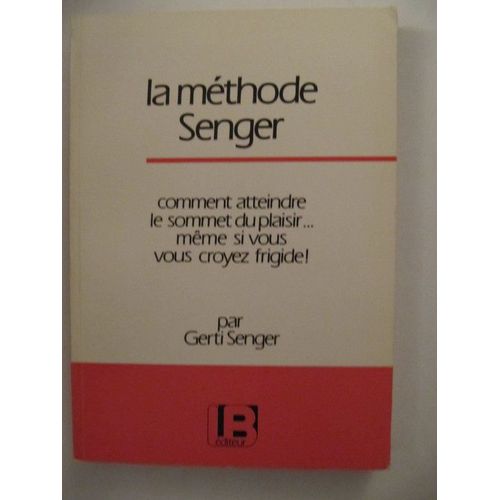 la méthode
Senger
comment atteindre
le sommet du plaisir...
même si vous
vous croyez frigide!
par
Gerti Senger
LB
éditeur